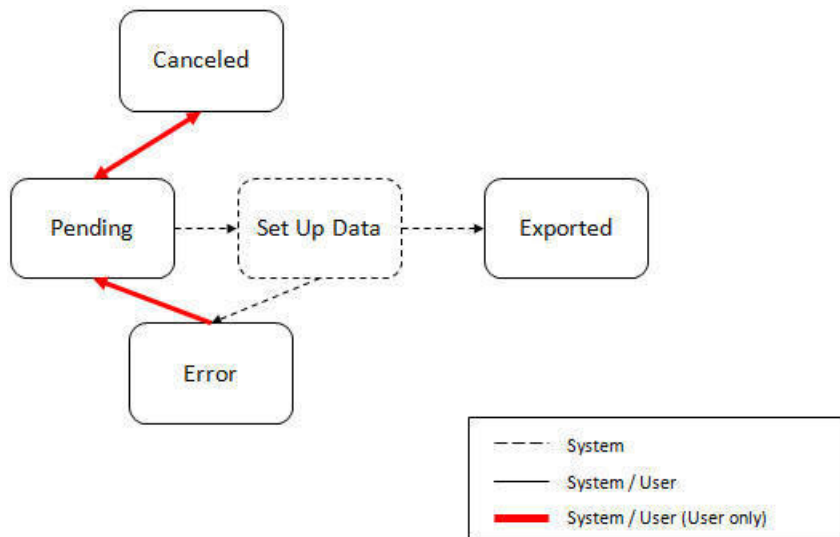 Canceled
Pending
Set Up Data
Exported
Error
System
System / User
System / User (User only)